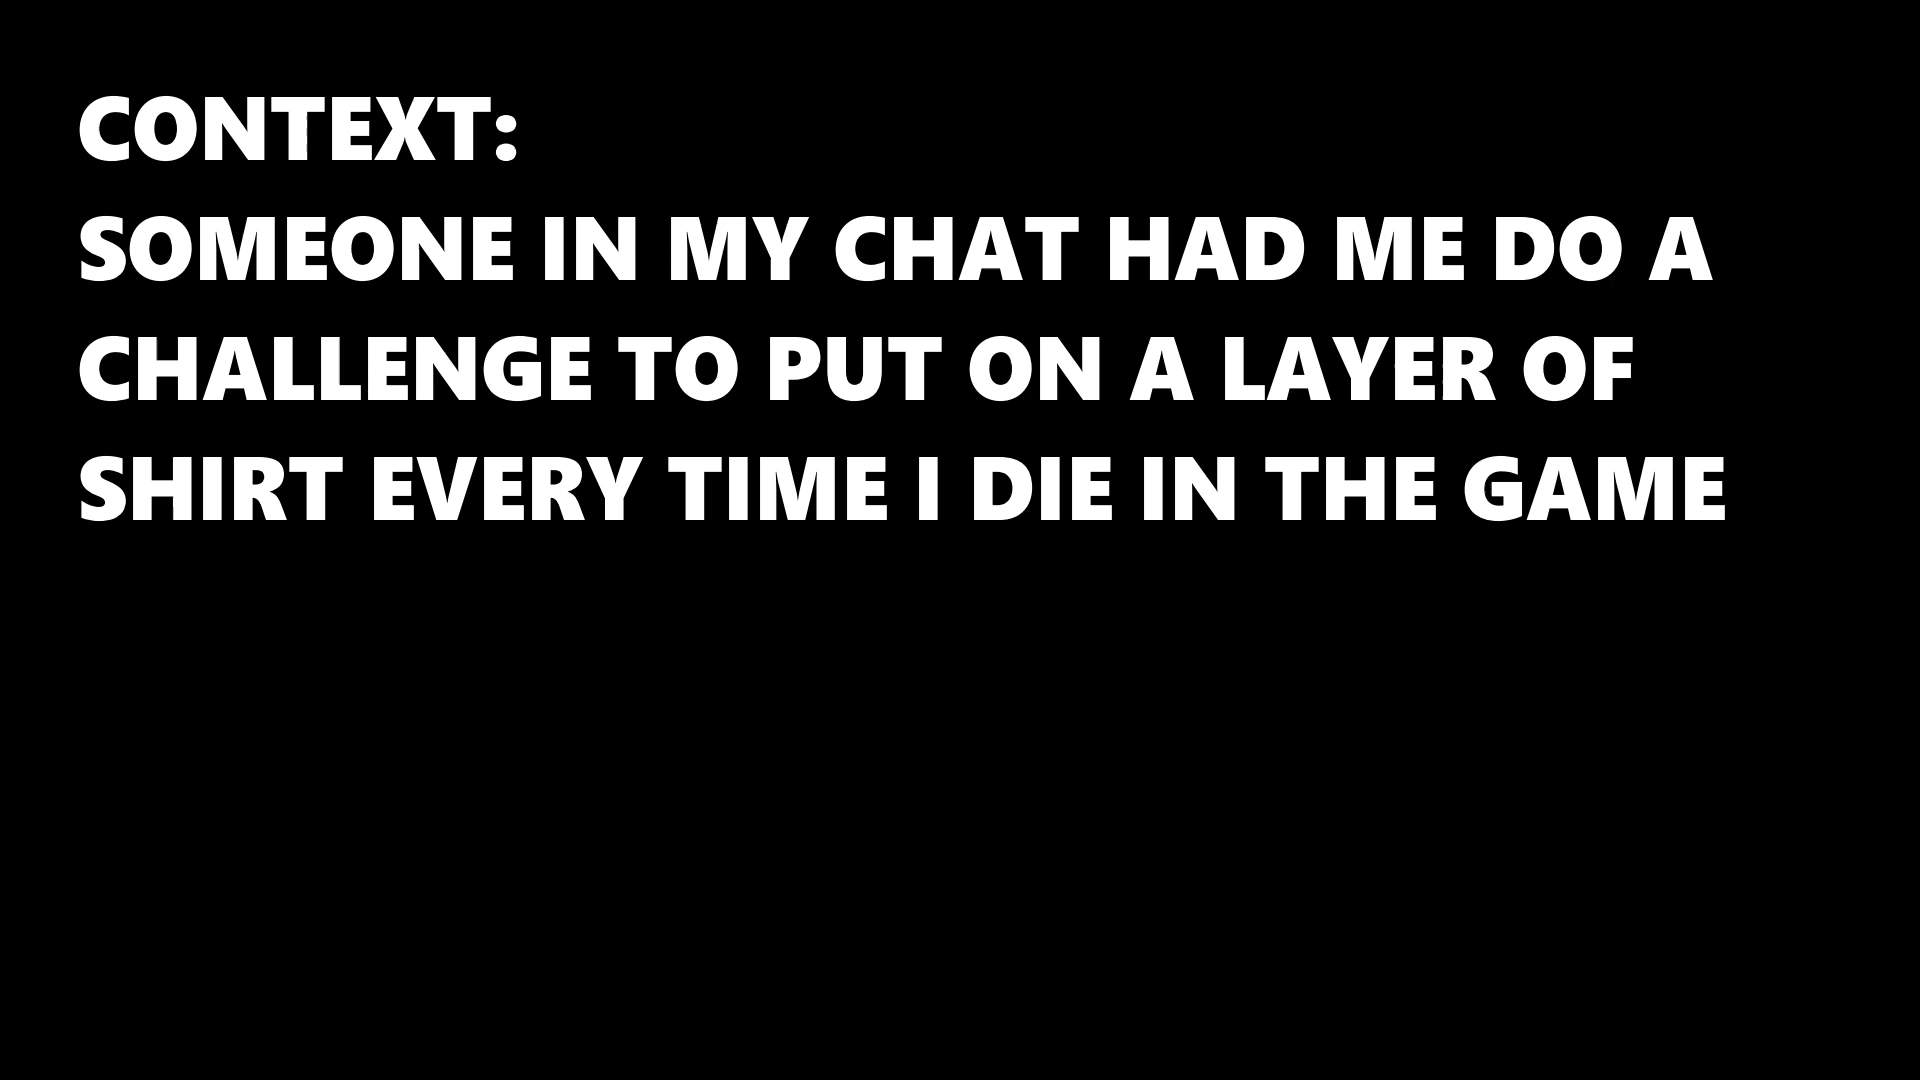 CONTEXT:
SOMEONE IN MY CHAT HAD ME DO A
CHALLENGE TO PUT ON A LAYER OF
SHIRT EVERY TIME I DIE IN THE GAME